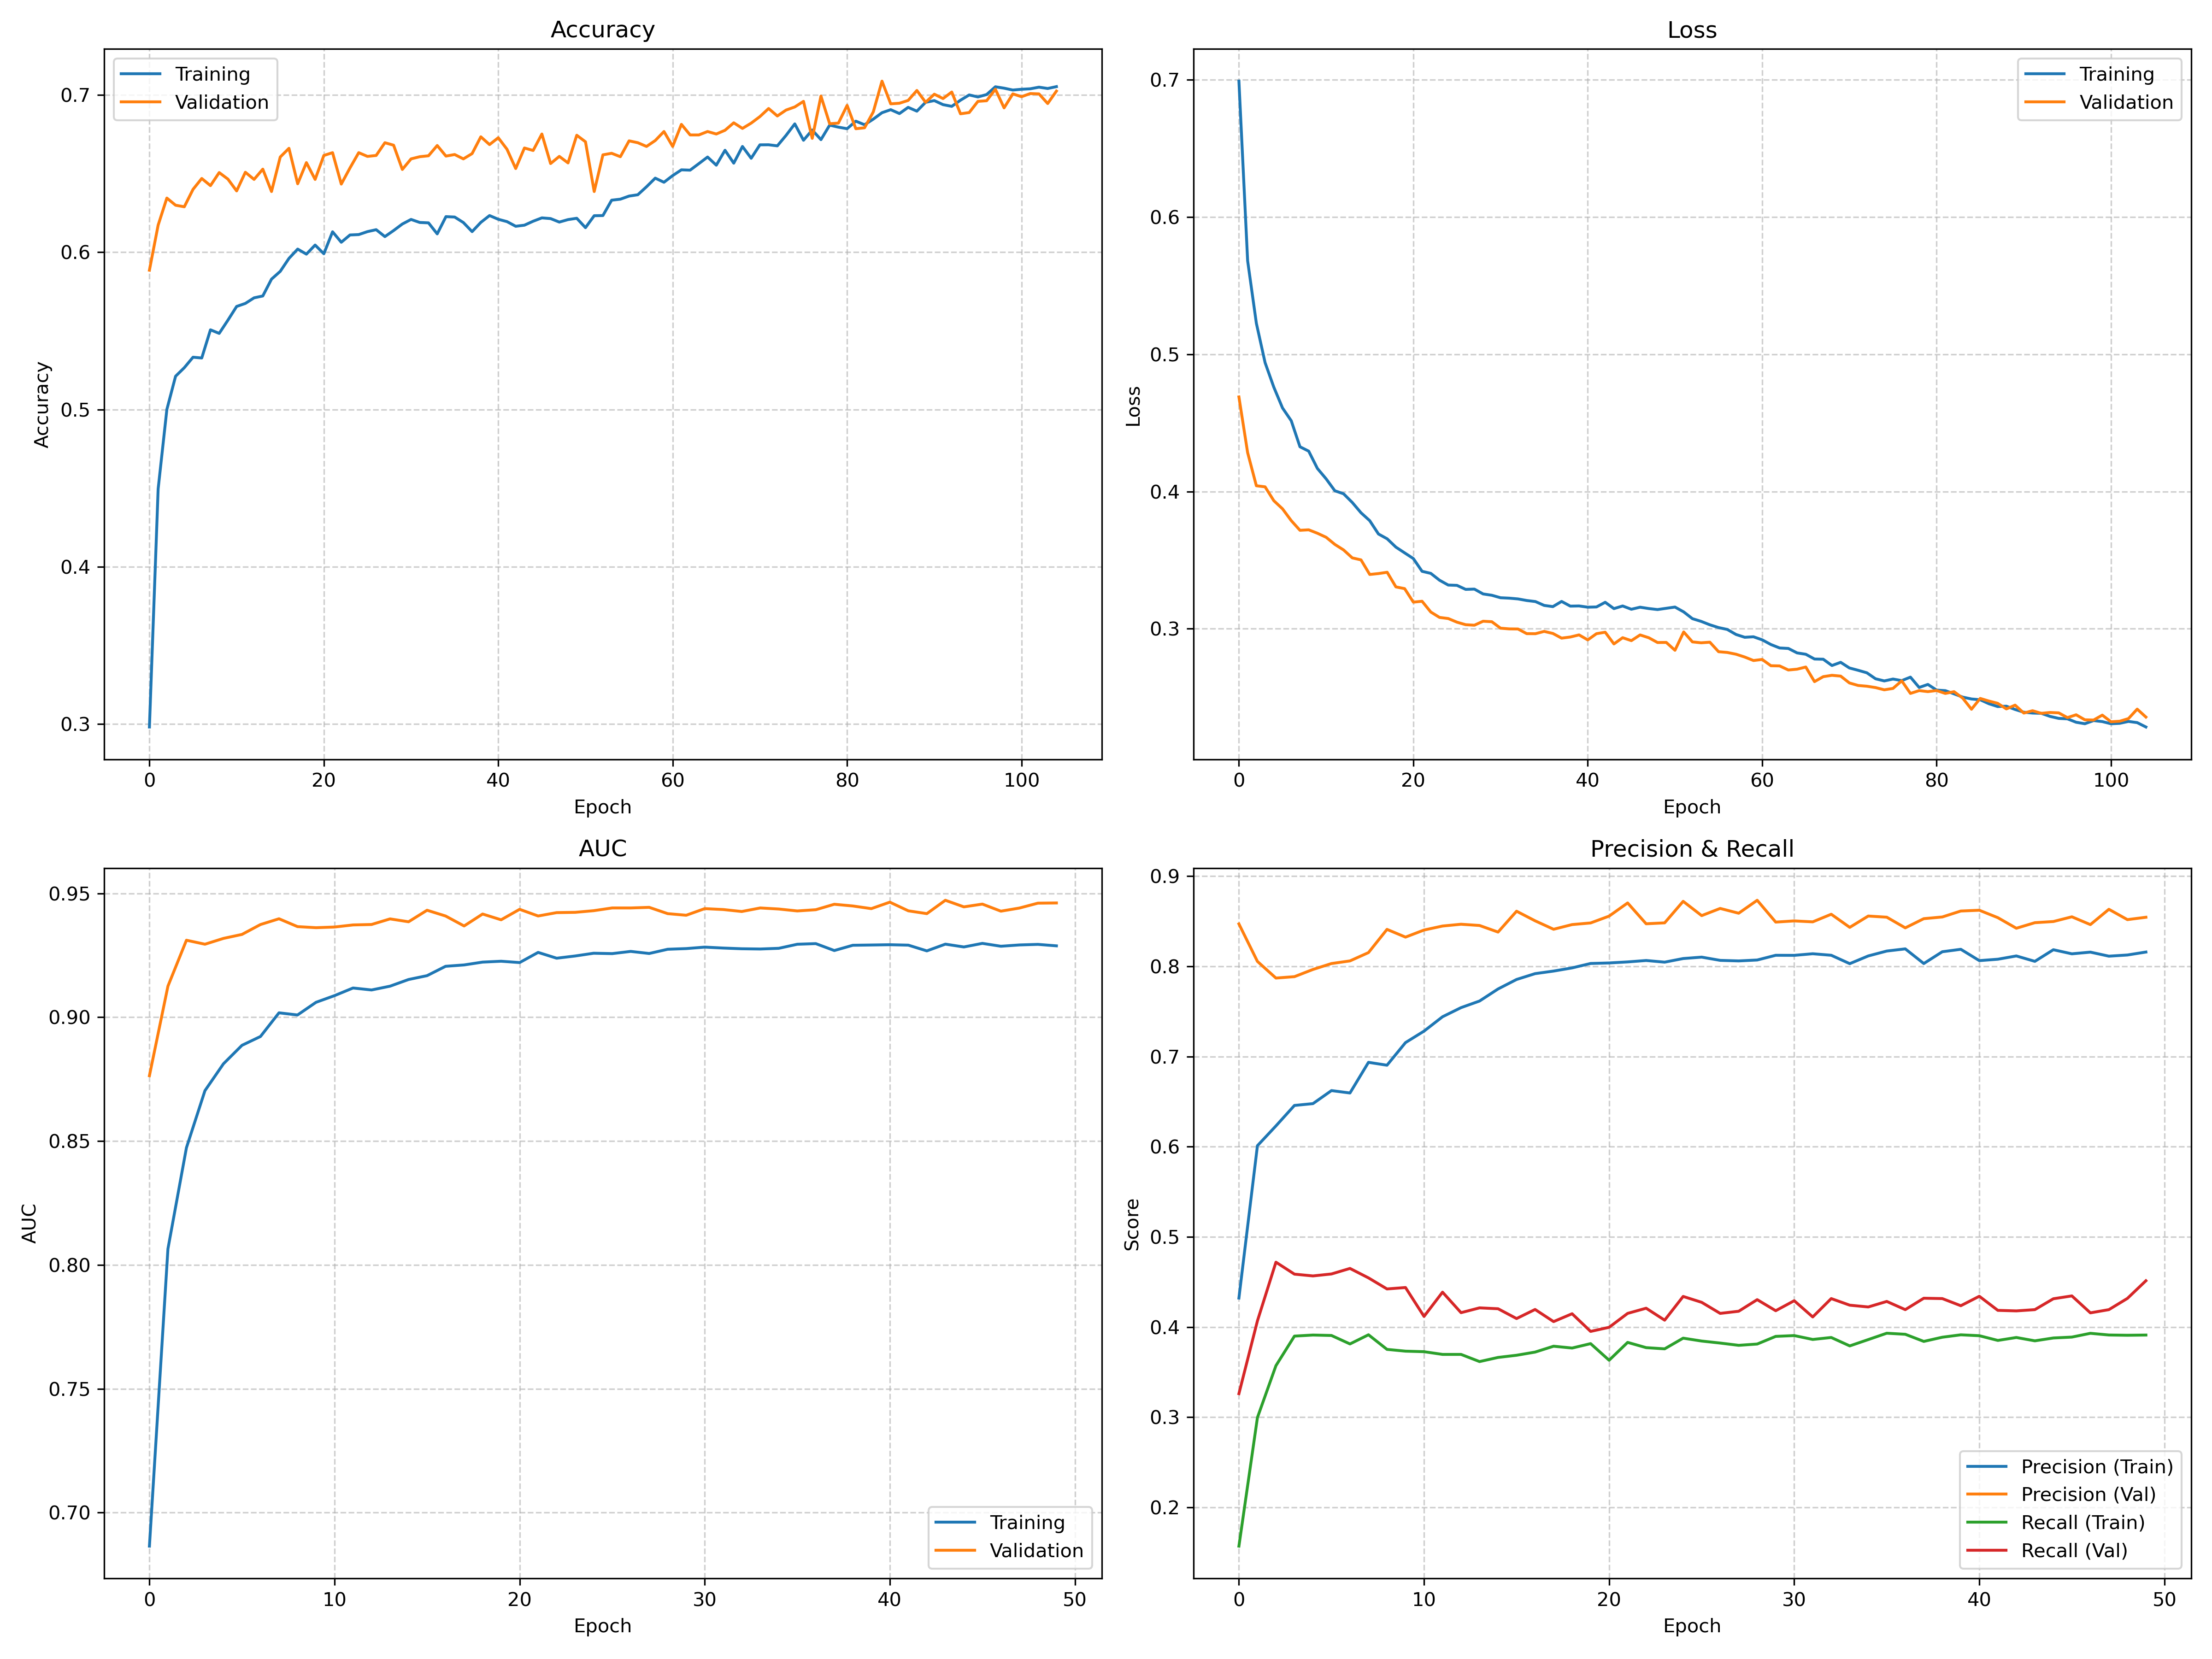 Accuracy
Training
Validation
0.7
0.6
0.5
0.4
0.3
Accuracy
0
20
40
60
80
100
Epoch
Loss
Training
Validation
0.7
0.6
0.5
0.4
0.3
Loss
0
20
40
60
80
100
Epoch
AUC
0.95
0.90
0.85
0.80
0.75
0.70
AUC
Training
Validation
0
10
20
30
40
50
Epoch
Precision & Recall
0.9
0.8
0.7
0.6
0.5
0.4
0.3
0.2
Score
Precision (Train)
Precision (Val)
Recall (Train)
Recall (Val)
0
10
20
30
40
50
Epoch